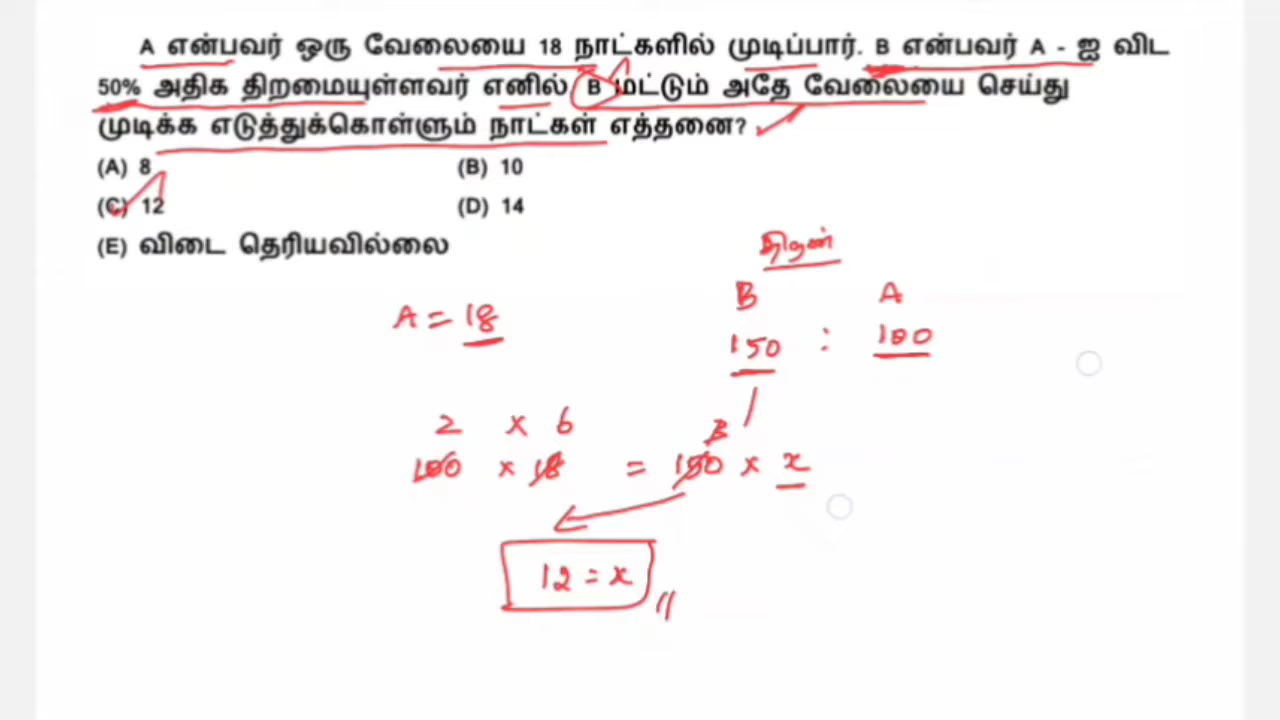 A என்பவர் ஒரு வேலையை 18 நாட்களில் முடிப்பார். B என்பவர் A - ஐ விட
50% அதிக திறமையுள்ளவர் எனில் B மட்டும் அதே வேலையை செய்து
முடிக்க எடுத்துக்கொள்ளும் நாட்கள் எத்தனை?
(A) 8 (B) 10
(C) 12 (D) 14
(E) விடை தெரியவில்லை
திறன்
B A
A = 18
150 : 100
2 x 6 3
100 x 18 = 150 x x
12 = x